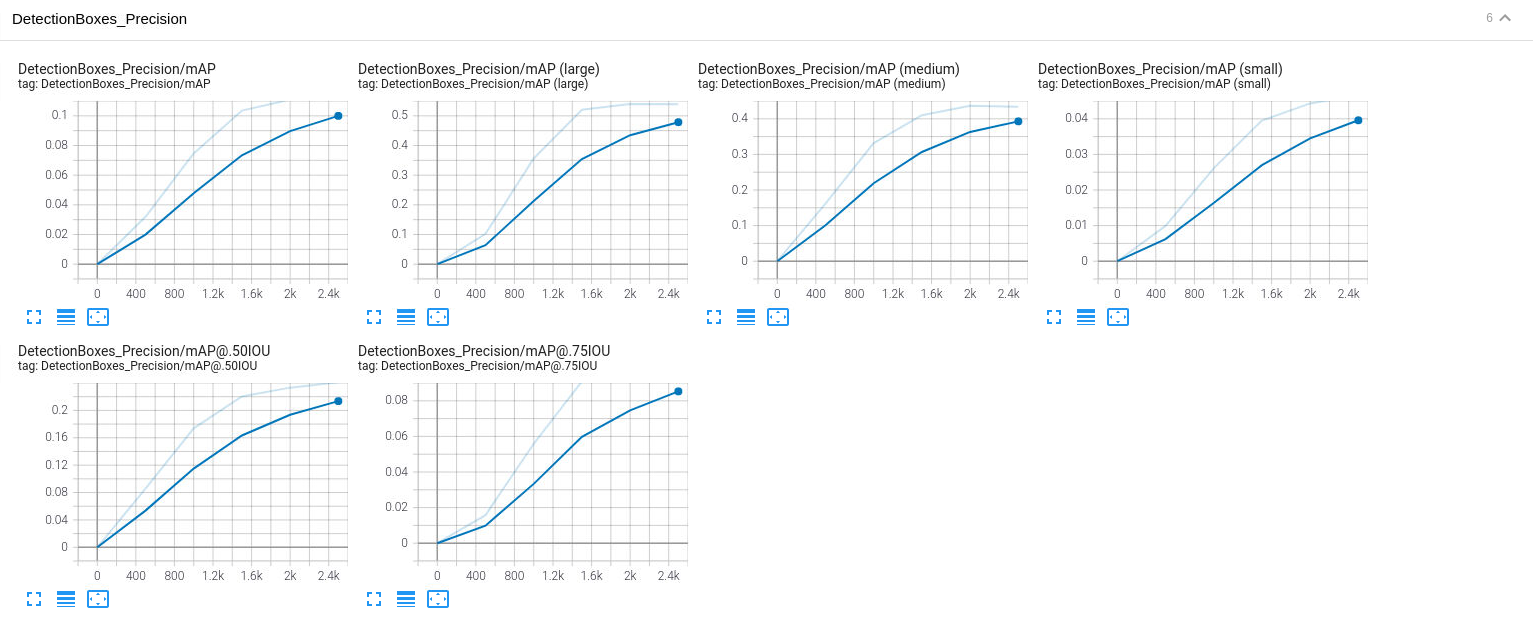 DetectionBoxes_Precision
6
DetectionBoxes_Precision/mAP
tag: DetectionBoxes_Precision/mAP
0.1
0.08
0.06
0.04
0.02
0
0 400 800 1.2k 1.6k 2k 2.4k
DetectionBoxes_Precision/mAP (large)
tag: DetectionBoxes_Precision/mAP (large)
0.5
0.4
0.3
0.2
0.1
0
0 400 800 1.2k 1.6k 2k 2.4k
DetectionBoxes_Precision/mAP (medium)
tag: DetectionBoxes_Precision/mAP (medium)
0.4
0.3
0.2
0.1
0
0 400 800 1.2k 1.6k 2k 2.4k
DetectionBoxes_Precision/mAP (small)
tag: DetectionBoxes_Precision/mAP (small)
0.04
0.03
0.02
0.01
0
0 400 800 1.2k 1.6k 2k 2.4k
DetectionBoxes_Precision/mAP@.50IOU
tag: DetectionBoxes_Precision/mAP@.50IOU
0.2
0.16
0.12
0.08
0.04
0
0 400 800 1.2k 1.6k 2k 2.4k
DetectionBoxes_Precision/mAP@.75IOU
tag: DetectionBoxes_Precision/mAP@.75IOU
0.08
0.06
0.04
0.02
0
0 400 800 1.2k 1.6k 2k 2.4k